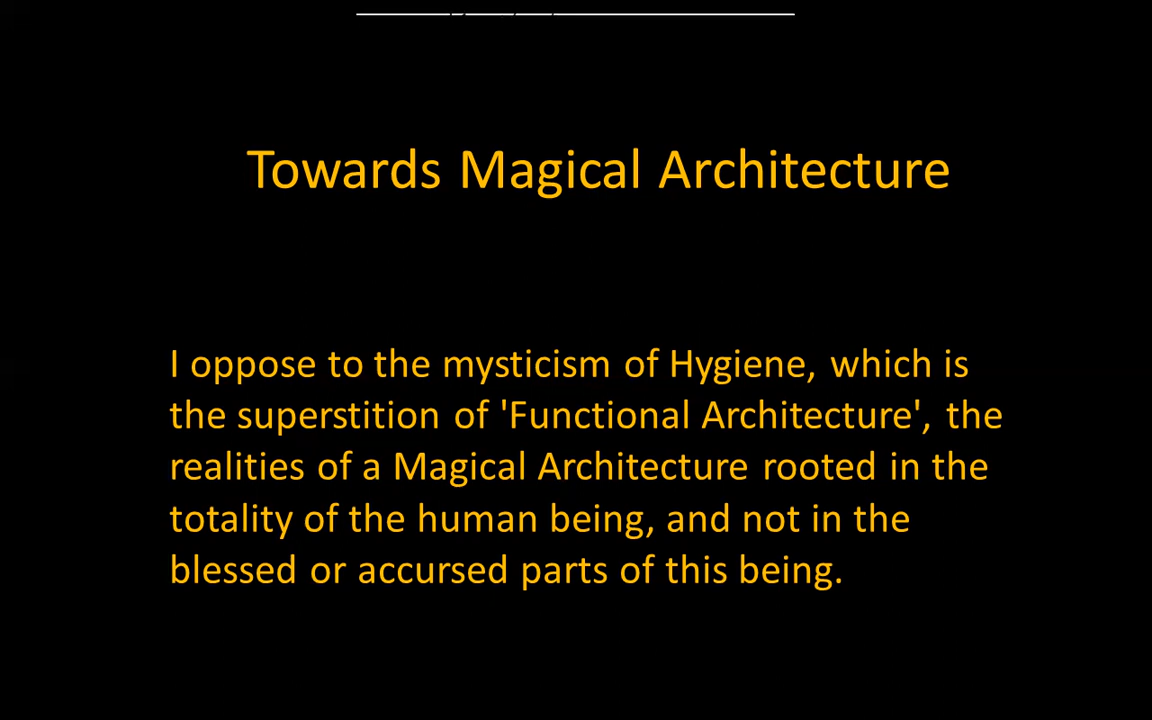 Towards Magical Architecture
I oppose to the mysticism of Hygiene, which is
the superstition of 'Functional Architecture', the
realities of a Magical Architecture rooted in the
totality of the human being, and not in the
blessed or accursed parts of this being.